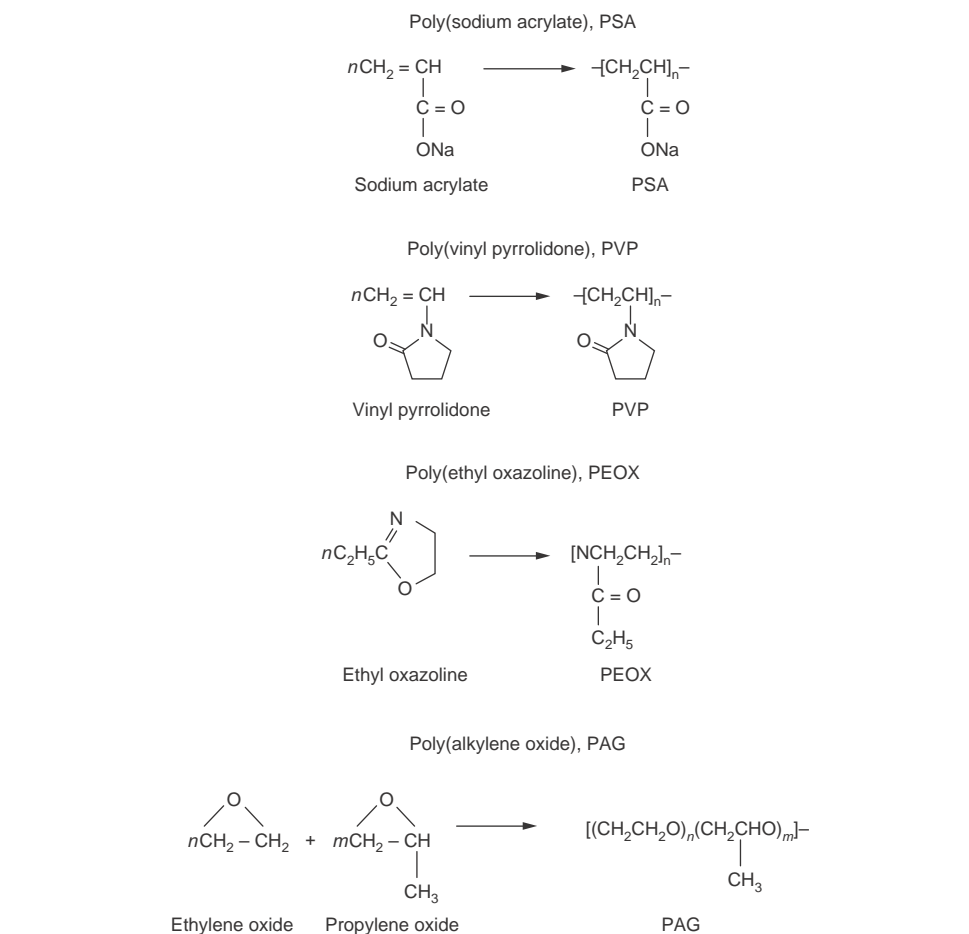 Poly(sodium acrylate), PSA
nCH₂ = CH → –[CH₂CH]ₙ–
C = O C = O
ONa ONa
Sodium acrylate PSA
Poly(vinyl pyrrolidone), PVP
nCH₂ = CH → –[CH₂CH]ₙ–
N N
O O
Vinyl pyrrolidone PVP
Poly(ethyl oxazoline), PEOX
N
nC₂H₅C → [NCH₂CH₂]ₙ–
O C = O
C₂H₅
Ethyl oxazoline PEOX
Poly(alkylene oxide), PAG
O O
nCH₂ – CH₂ + mCH₂ – CH → [(CH₂CH₂O)ₙ(CH₂CHO)ₘ]–
CH₃ CH₃
Ethylene oxide Propylene oxide PAG